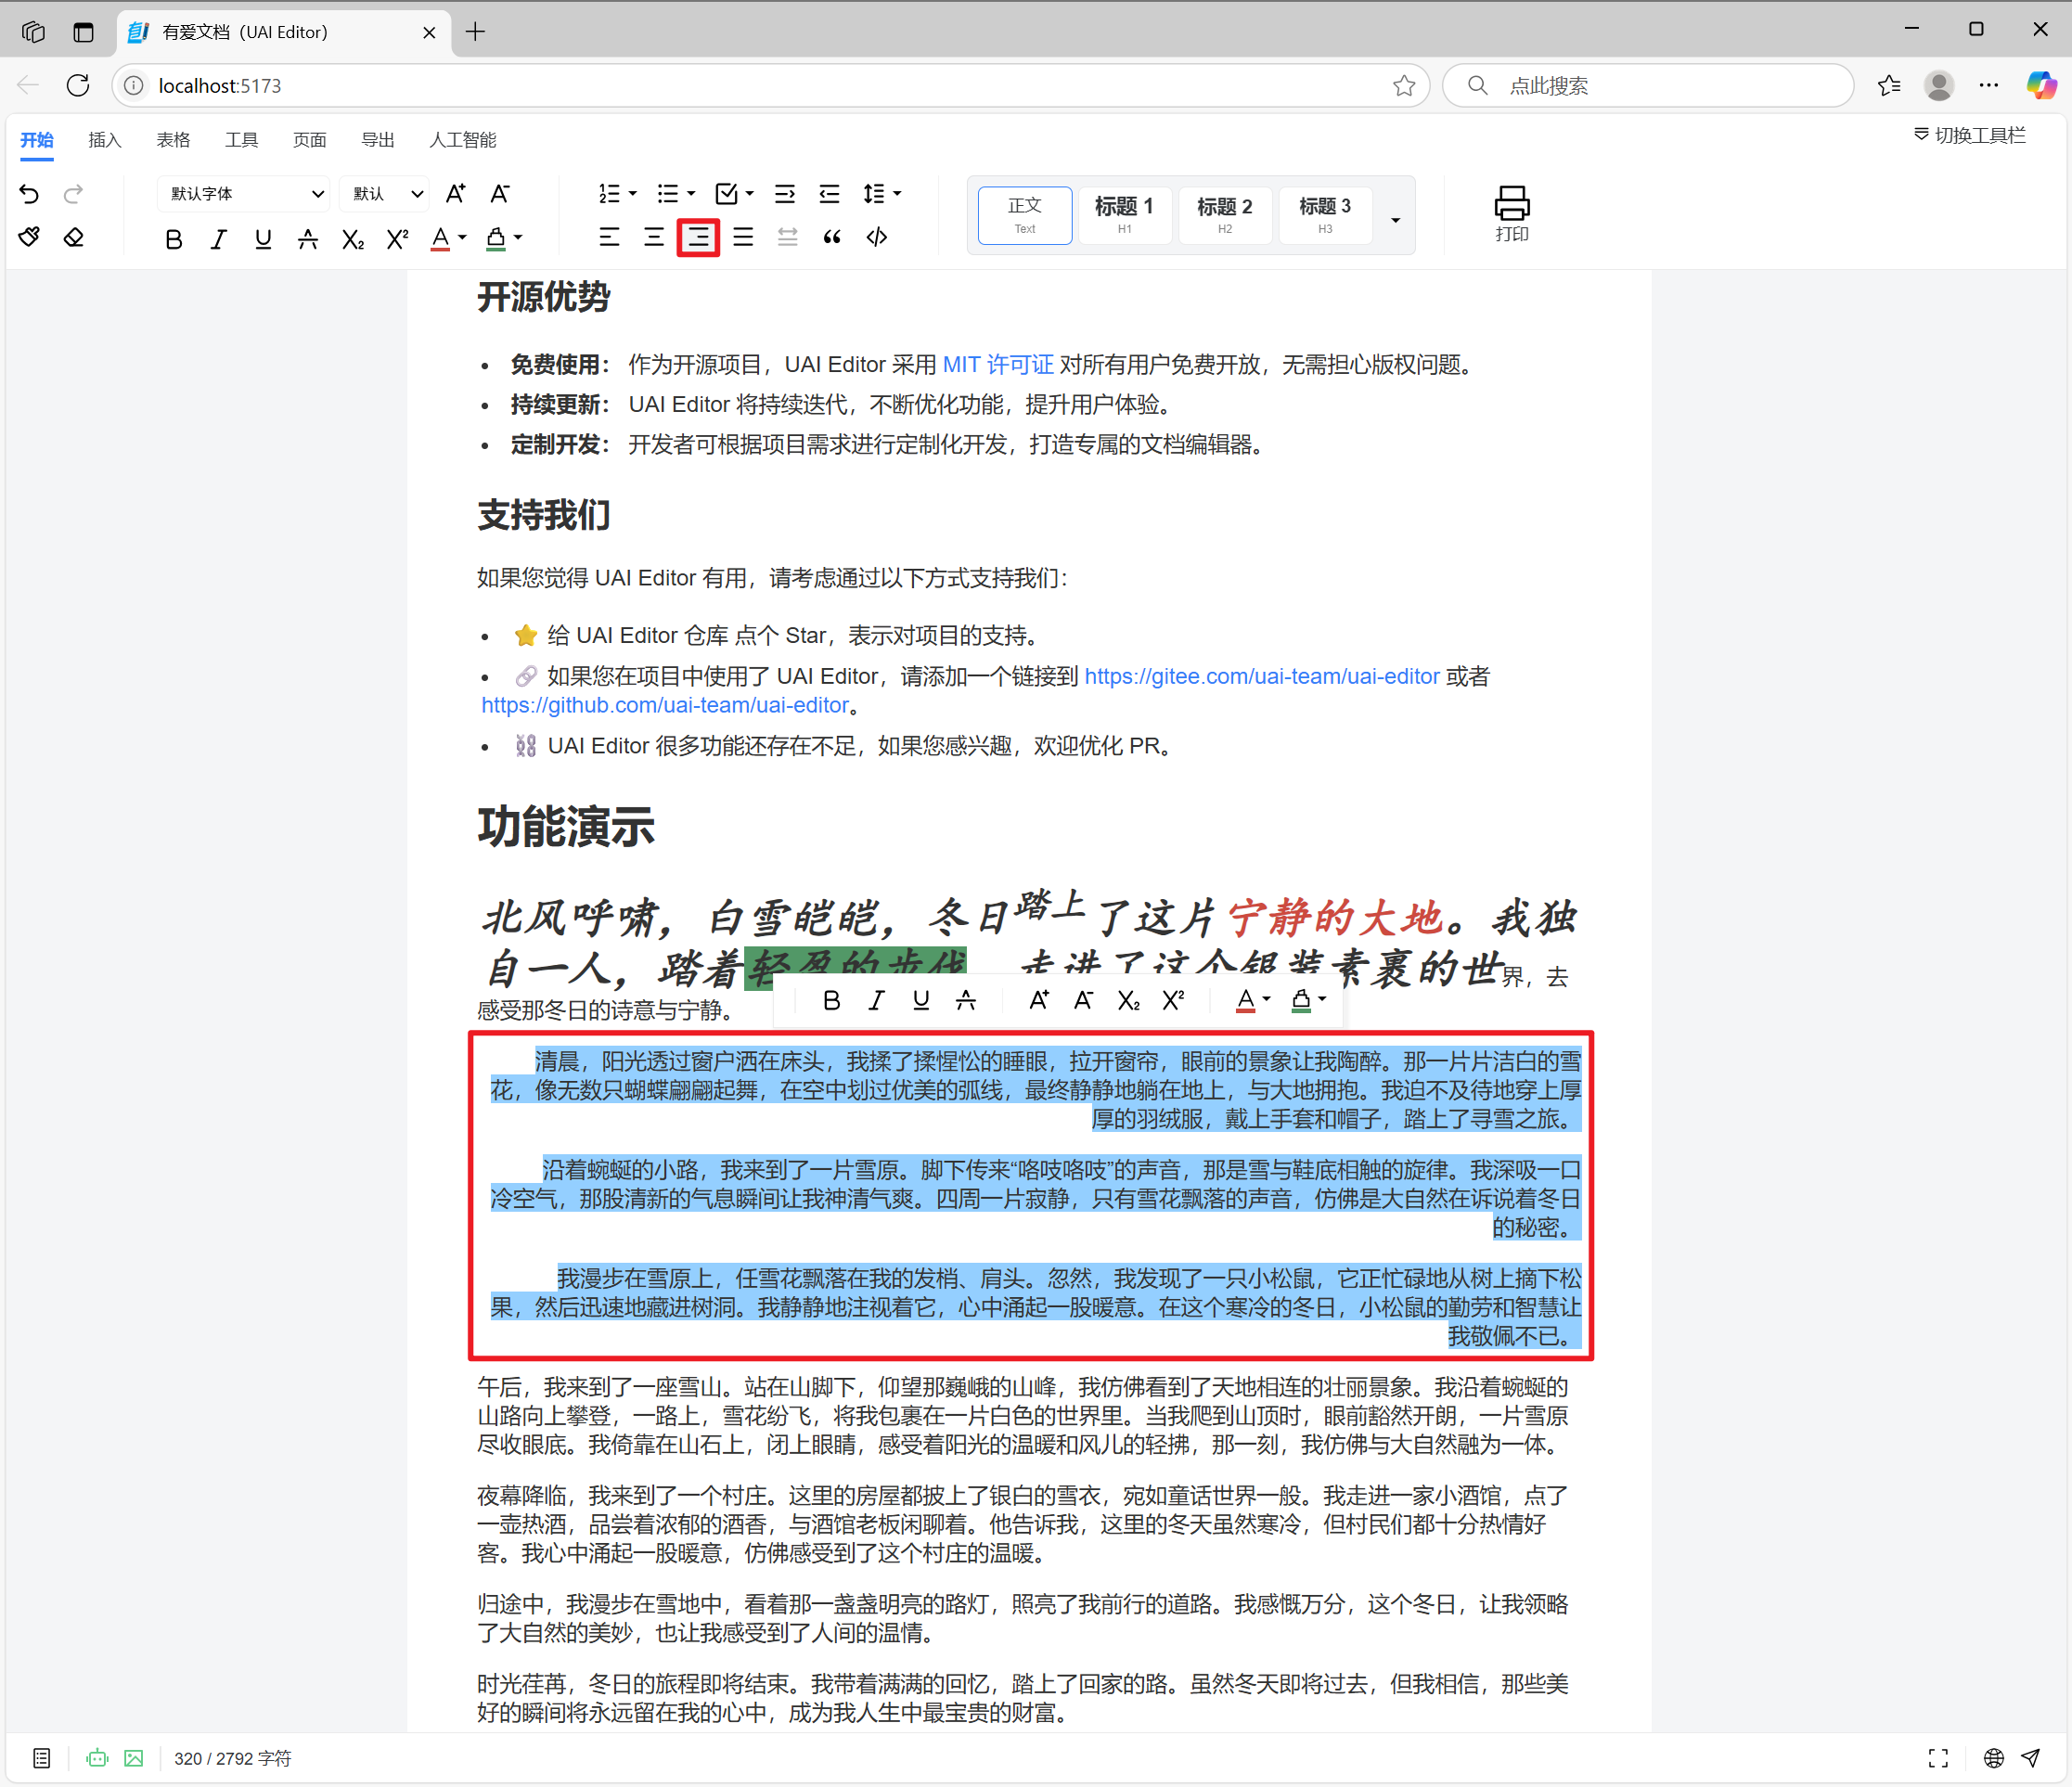 有爱文档（UAI Editor）
localhost:5173
点此搜索
开始 插入 表格 工具 页面 导出 人工智能
切换工具栏
默认字体 默认
正文
Text
标题 1
H1
标题 2
H2
标题 3
H3
打印
开源优势
• 免费使用： 作为开源项目，UAI Editor 采用 MIT 许可证 对所有用户免费开放，无需担心版权问题。
• 持续更新： UAI Editor 将持续迭代，不断优化功能，提升用户体验。
• 定制开发： 开发者可根据项目需求进行定制化开发，打造专属的文档编辑器。
支持我们
如果您觉得 UAI Editor 有用，请考虑通过以下方式支持我们：
• ⭐ 给 UAI Editor 仓库 点个 Star，表示对项目的支持。
• 🔗 如果您在项目中使用了 UAI Editor，请添加一个链接到 https://gitee.com/uai-team/uai-editor 或者
https://github.com/uai-team/uai-editor。
• ⛓ UAI Editor 很多功能还存在不足，如果您感兴趣，欢迎优化 PR。
功能演示
北风呼啸，白雪皑皑，冬日踏上了这片宁静的大地。我独
自一人，踏着轻盈的步伐，走进了这个银装素裹的世界，去
感受那冬日的诗意与宁静。
清晨，阳光透过窗户洒在床头，我揉了揉惺忪的睡眼，拉开窗帘，眼前的景象让我陶醉。那一片片洁白的雪
花，像无数只蝴蝶翩翩起舞，在空中划过优美的弧线，最终静静地躺在地上，与大地拥抱。我迫不及待地穿上厚
厚的羽绒服，戴上手套和帽子，踏上了寻雪之旅。
沿着蜿蜒的小路，我来到了一片雪原。脚下传来“咯吱咯吱”的声音，那是雪与鞋底相触的旋律。我深吸一口
冷空气，那股清新的气息瞬间让我神清气爽。四周一片寂静，只有雪花飘落的声音，仿佛是大自然在诉说着冬日
的秘密。
我漫步在雪原上，任雪花飘落在我的发梢、肩头。忽然，我发现了一只小松鼠，它正忙碌地从树上摘下松
果，然后迅速地藏进树洞。我静静地注视着它，心中涌起一股暖意。在这个寒冷的冬日，小松鼠的勤劳和智慧让
我敬佩不已。
午后，我来到了一座雪山。站在山脚下，仰望那巍峨的山峰，我仿佛看到了天地相连的壮丽景象。我沿着蜿蜒的
山路向上攀登，一路上，雪花纷飞，将我包裹在一片白色的世界里。当我爬到山顶时，眼前豁然开朗，一片雪原
尽收眼底。我倚靠在山石上，闭上眼睛，感受着阳光的温暖和风儿的轻拂，那一刻，我仿佛与大自然融为一体。
夜幕降临，我来到了一个村庄。这里的房屋都披上了银白的雪衣，宛如童话世界一般。我走进一家小酒馆，点了
一壶热酒，品尝着浓郁的酒香，与酒馆老板闲聊着。他告诉我，这里的冬天虽然寒冷，但村民们都十分热情好
客。我心中涌起一股暖意，仿佛感受到了这个村庄的温暖。
归途中，我漫步在雪地中，看着那一盏盏明亮的路灯，照亮了我前行的道路。我感慨万分，这个冬日，让我领略
了大自然的美妙，也让我感受到了人间的温情。
时光荏苒，冬日的旅程即将结束。我带着满满的回忆，踏上了回家的路。虽然冬天即将过去，但我相信，那些美
好的瞬间将永远留在我的心中，成为我人生中最宝贵的财富。
320 / 2792 字符